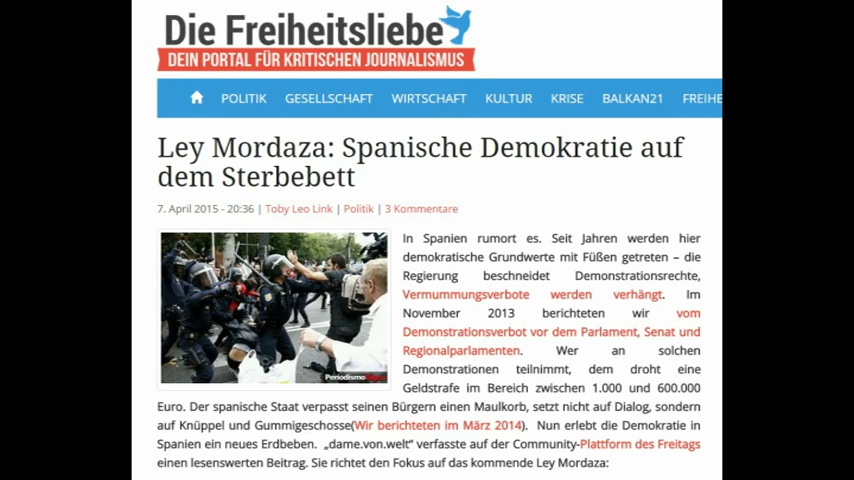 Die Freiheitsliebe
DEIN PORTAL FÜR KRITISCHEN JOURNALISMUS
POLITIK GESELLSCHAFT WIRTSCHAFT KULTUR KRISE BALKAN21 FREIHE
Ley Mordaza: Spanische Demokratie auf
dem Sterbebett
7. April 2015 - 20:36 | Toby Leo Link | Politik | 3 Kommentare
In Spanien rumort es. Seit Jahren werden hier
demokratische Grundwerte mit Füßen getreten – die
Regierung beschneidet Demonstrationsrechte,
Vermummungsverbote werden verhängt. Im
November 2013 berichteten wir vom
Demonstrationsverbot vor dem Parlament, Senat und
Regionalparlamenten. Wer an solchen
Demonstrationen teilnimmt, dem droht eine
Geldstrafe im Bereich zwischen 1.000 und 600.000
Periodismo
Euro. Der spanische Staat verpasst seinen Bürgern einen Maulkorb, setzt nicht auf Dialog, sondern
auf Knüppel und Gummigeschosse(Wir berichteten im März 2014). Nun erlebt die Demokratie in
Spanien ein neues Erdbeben. „dame.von.welt“ verfasste auf der Community-Plattform des Freitags
einen lesenswerten Beitrag. Sie richtet den Fokus auf das kommende Ley Mordaza: